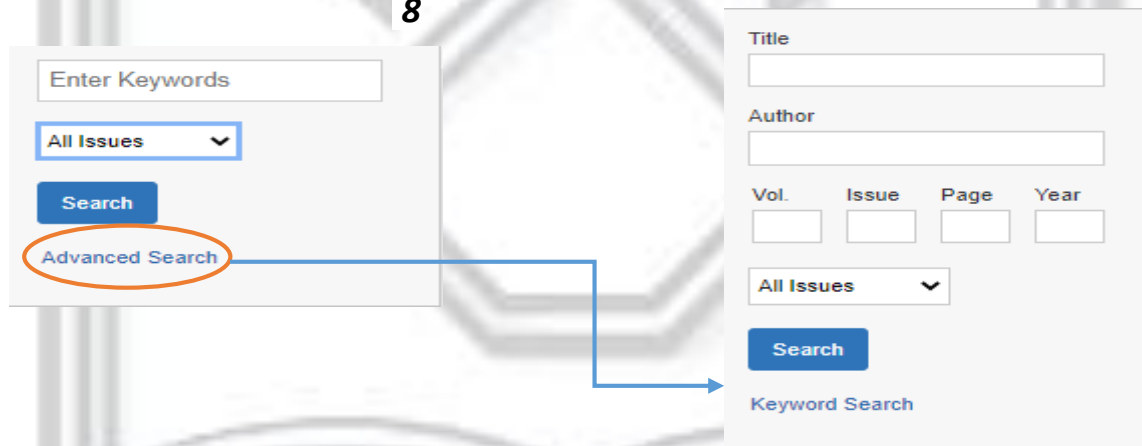 8
Enter Keywords
All Issues
Search
Advanced Search
Title
Author
Vol. Issue Page Year
All Issues
Search
Keyword Search